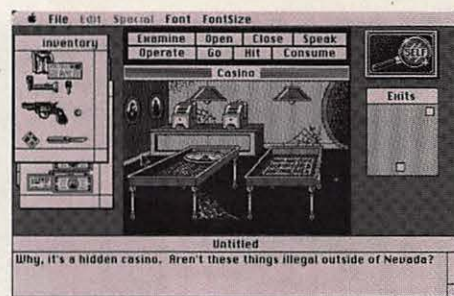 File Edit Special Font FontSize
inventory
Examine Open Close Speak
Operate Go Hit Consume
SELF
Casino
Exits
Untitled
Why, it's a hidden casino. Aren't these things illegal outside of Nevada?